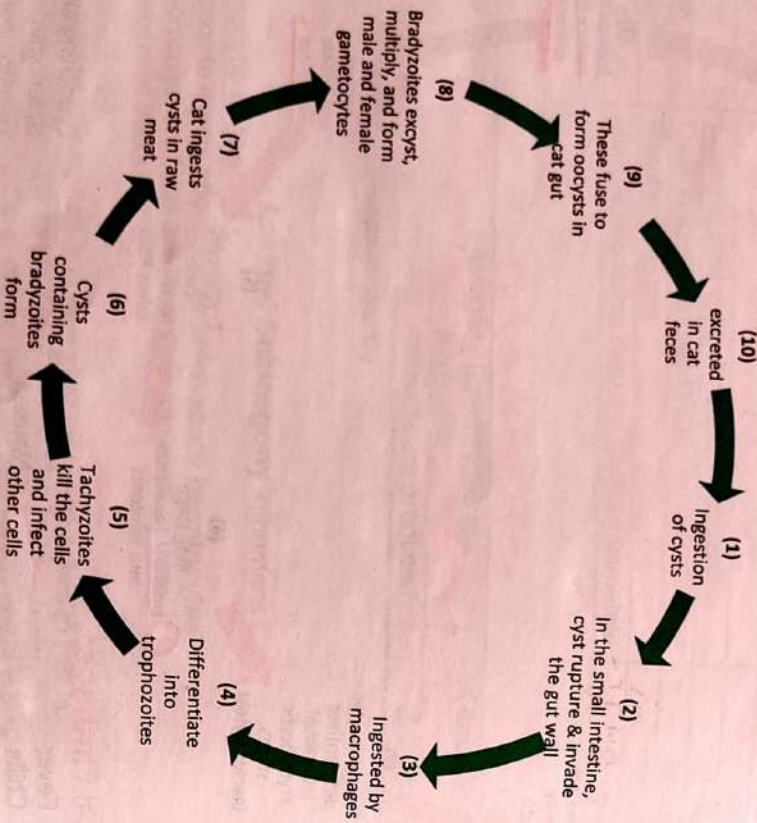 (1)
Ingestion
of cysts
(2)
In the small intestine,
cyst rupture & invade
the gut wall
(3)
Ingested by
macrophages
(4)
Differentiate
into
trophozoites
(5)
Tachyzoites
kill the cells
and infect
other cells
(6)
Cysts
containing
bradyzoites
form
(7)
Cat ingests
cysts in raw
meat
(8)
Bradyzoites excyst,
multiply, and form
male and female
gametocytes
(9)
These fuse to
form oocysts in
cat gut
(10)
excreted
in cat
feces